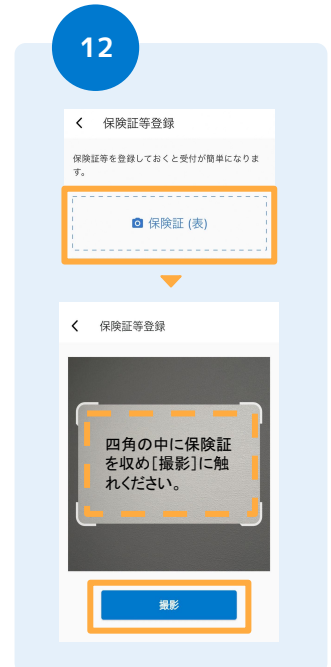 12
保険証等登録
保険証等を登録しておくと受付が簡単になりま
す。
保険証 (表)
保険証等登録
四角の中に保険証
を収め[撮影]に触
れください。
撮影